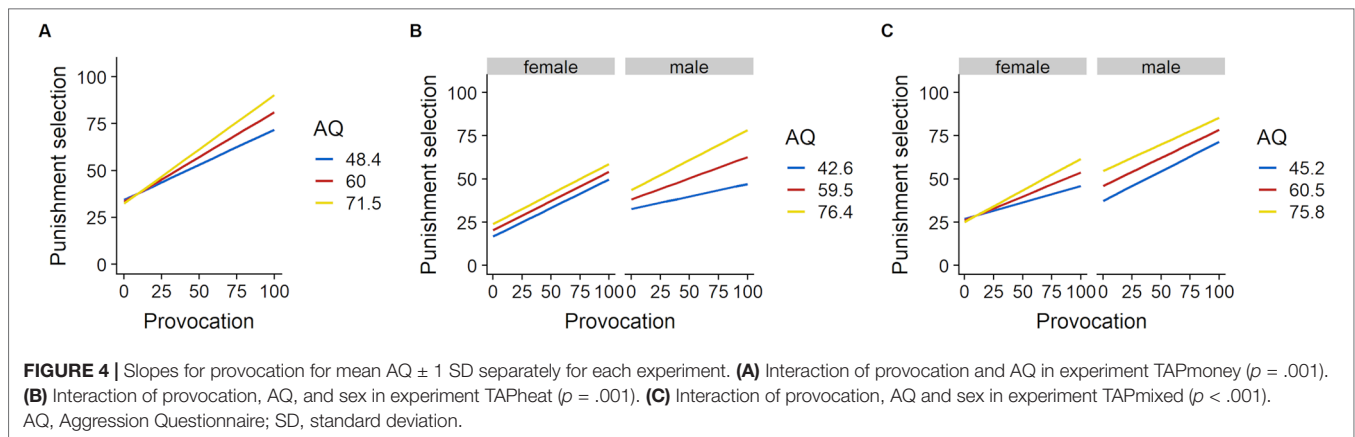 A
Punishment selection
100
75
50
25
0
0 25 50 75 100
Provocation
AQ
48.4
60
71.5
B
female male
Punishment selection
100
75
50
25
0
0 25 50 75 100 0 25 50 75 100
Provocation
AQ
42.6
59.5
76.4
C
female male
Punishment selection
100
75
50
25
0
0 25 50 75 100 0 25 50 75 100
Provocation
AQ
45.2
60.5
75.8
FIGURE 4 | Slopes for provocation for mean AQ ± 1 SD separately for each experiment. (A) Interaction of provocation and AQ in experiment TAPmoney (p = .001).
(B) Interaction of provocation, AQ, and sex in experiment TAPheat (p = .001). (C) Interaction of provocation, AQ and sex in experiment TAPmixed (p < .001).
AQ, Aggression Questionnaire; SD, standard deviation.